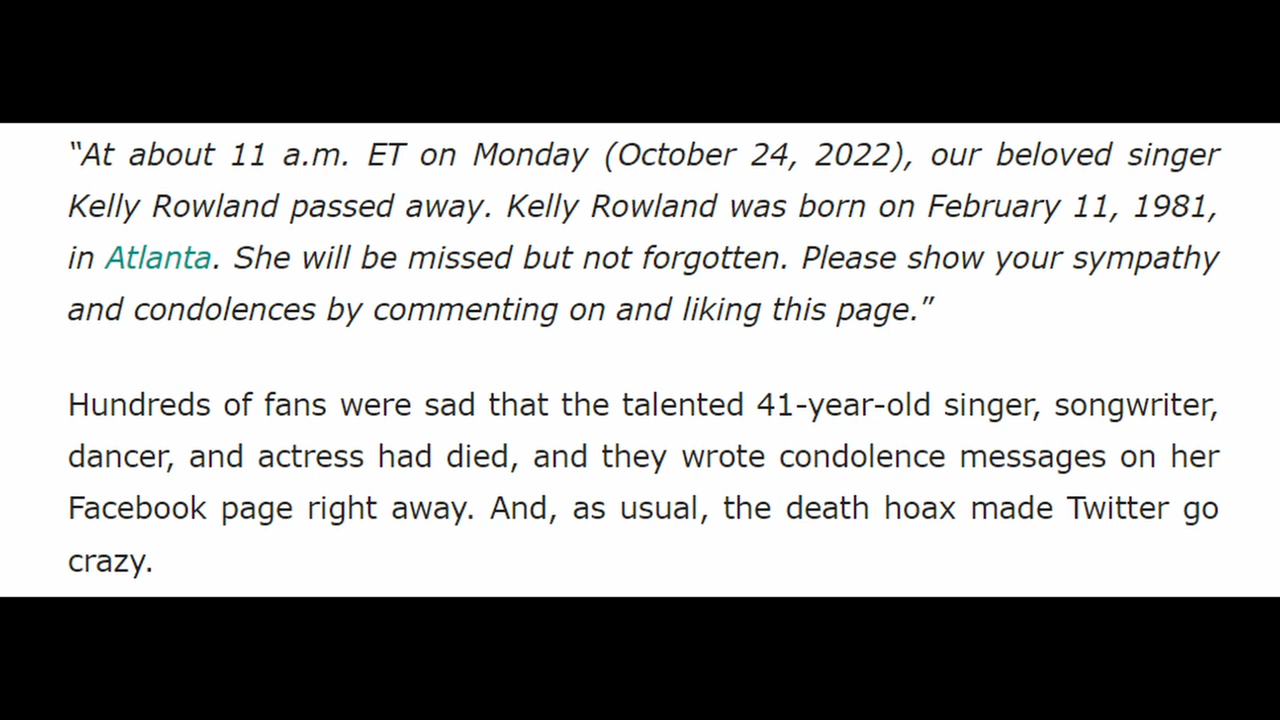 “At about 11 a.m. ET on Monday (October 24, 2022), our beloved singer
Kelly Rowland passed away. Kelly Rowland was born on February 11, 1981,
in Atlanta. She will be missed but not forgotten. Please show your sympathy
and condolences by commenting on and liking this page.”
Hundreds of fans were sad that the talented 41-year-old singer, songwriter,
dancer, and actress had died, and they wrote condolence messages on her
Facebook page right away. And, as usual, the death hoax made Twitter go
crazy.